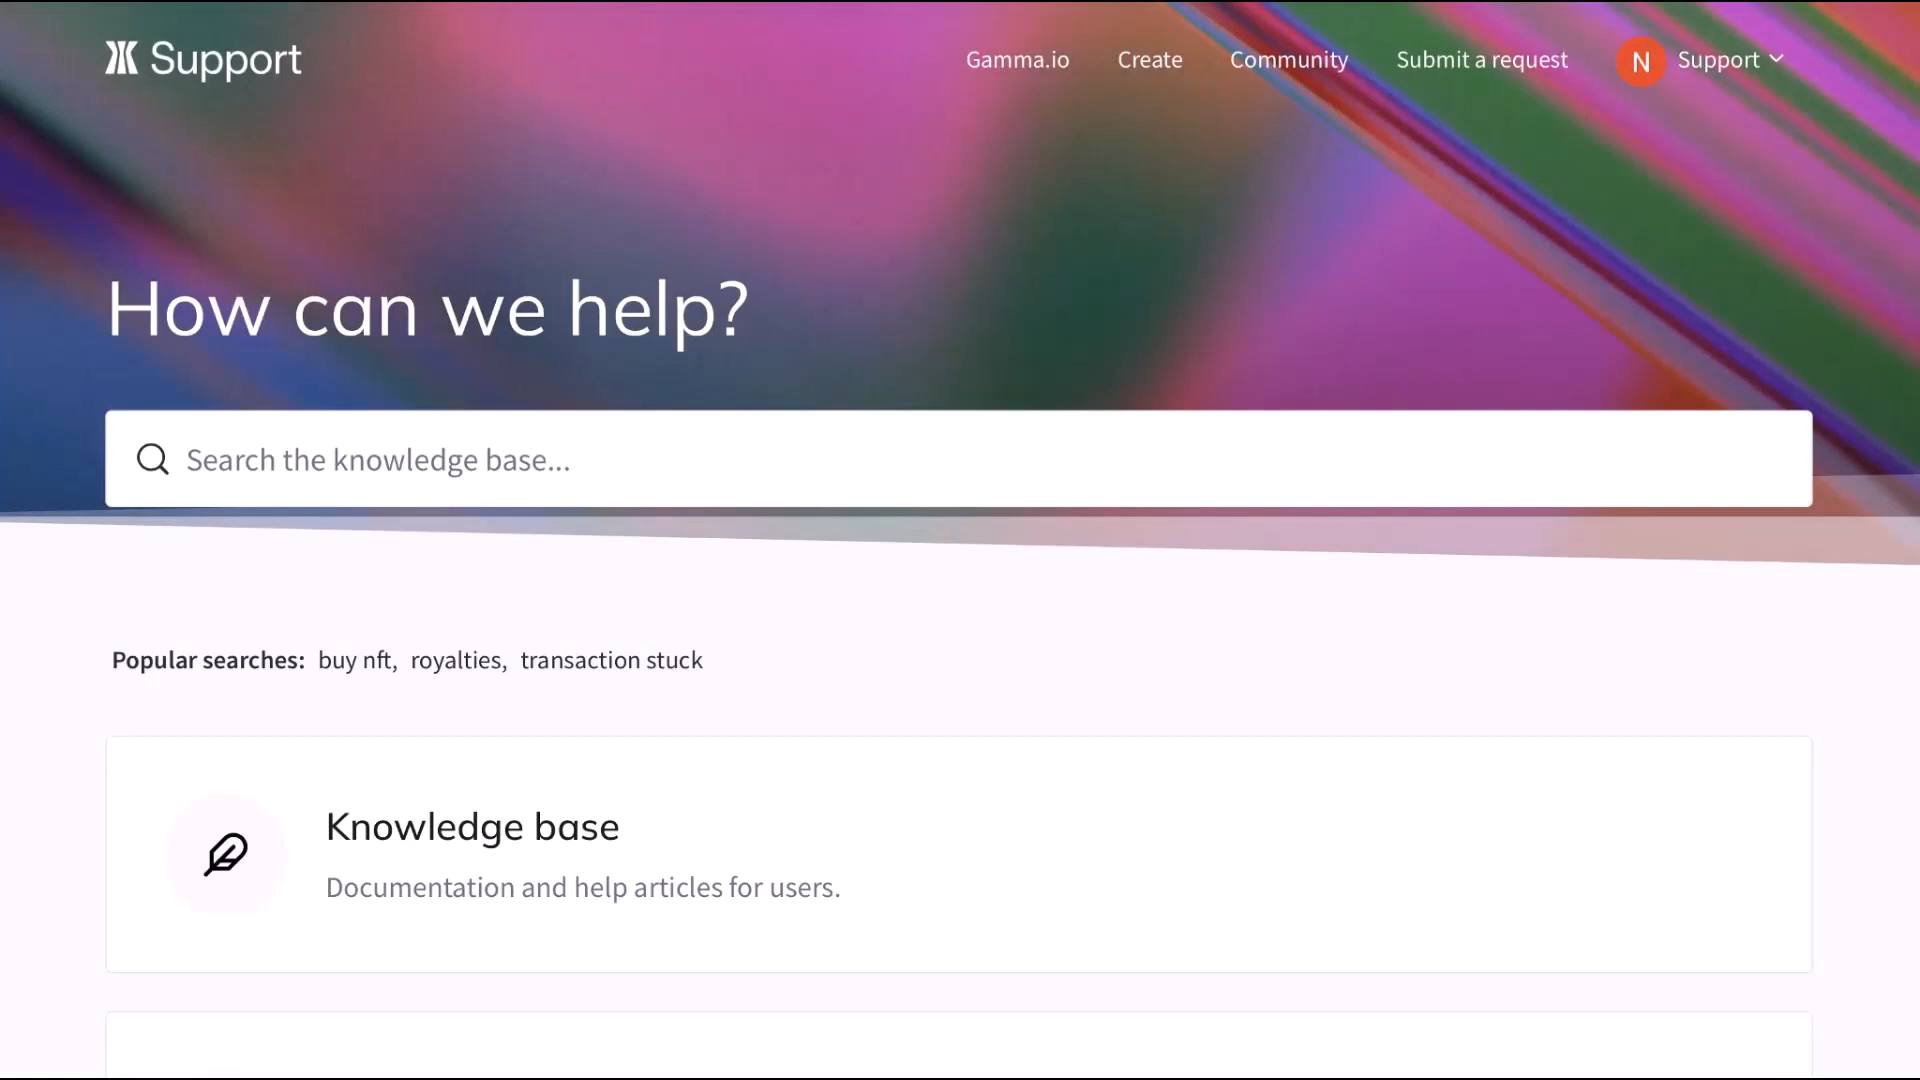 Support
Gamma.io Create Community Submit a request N Support
How can we help?
Search the knowledge base...
Popular searches: buy nft, royalties, transaction stuck
Knowledge base
Documentation and help articles for users.